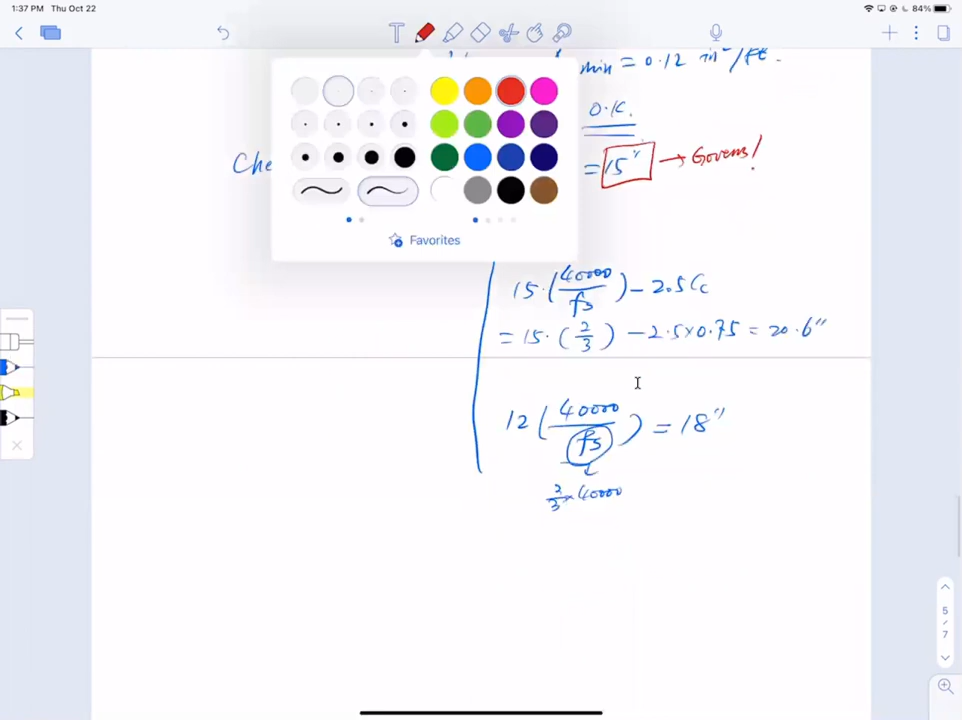 1:37 PM Thu Oct 22
84%
min = 0.12 in²/ft.
O.K.
Che
= 15" → Governs!
Favorites
15·(40000/fs) - 2.5Cc
= 15·(2/3) - 2.5×0.75 = 20.6"
12(40000/fs) = 18"
2/3×40000
5
/
7